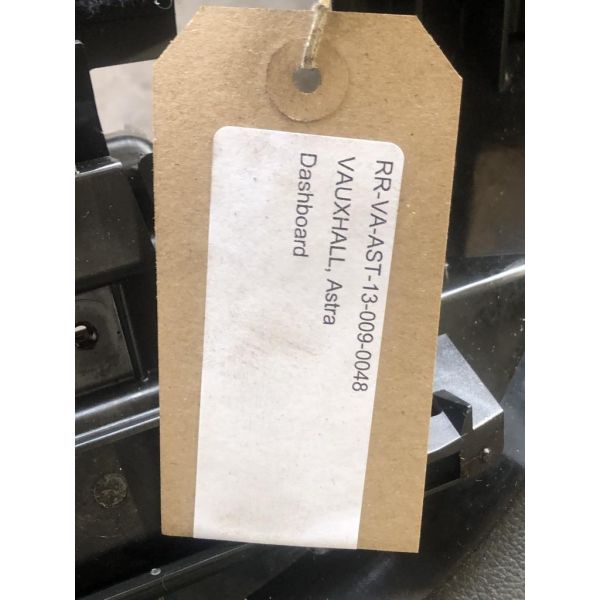 RR-VA-AST-13-009-0048
VAUXHALL, Astra
Dashboard